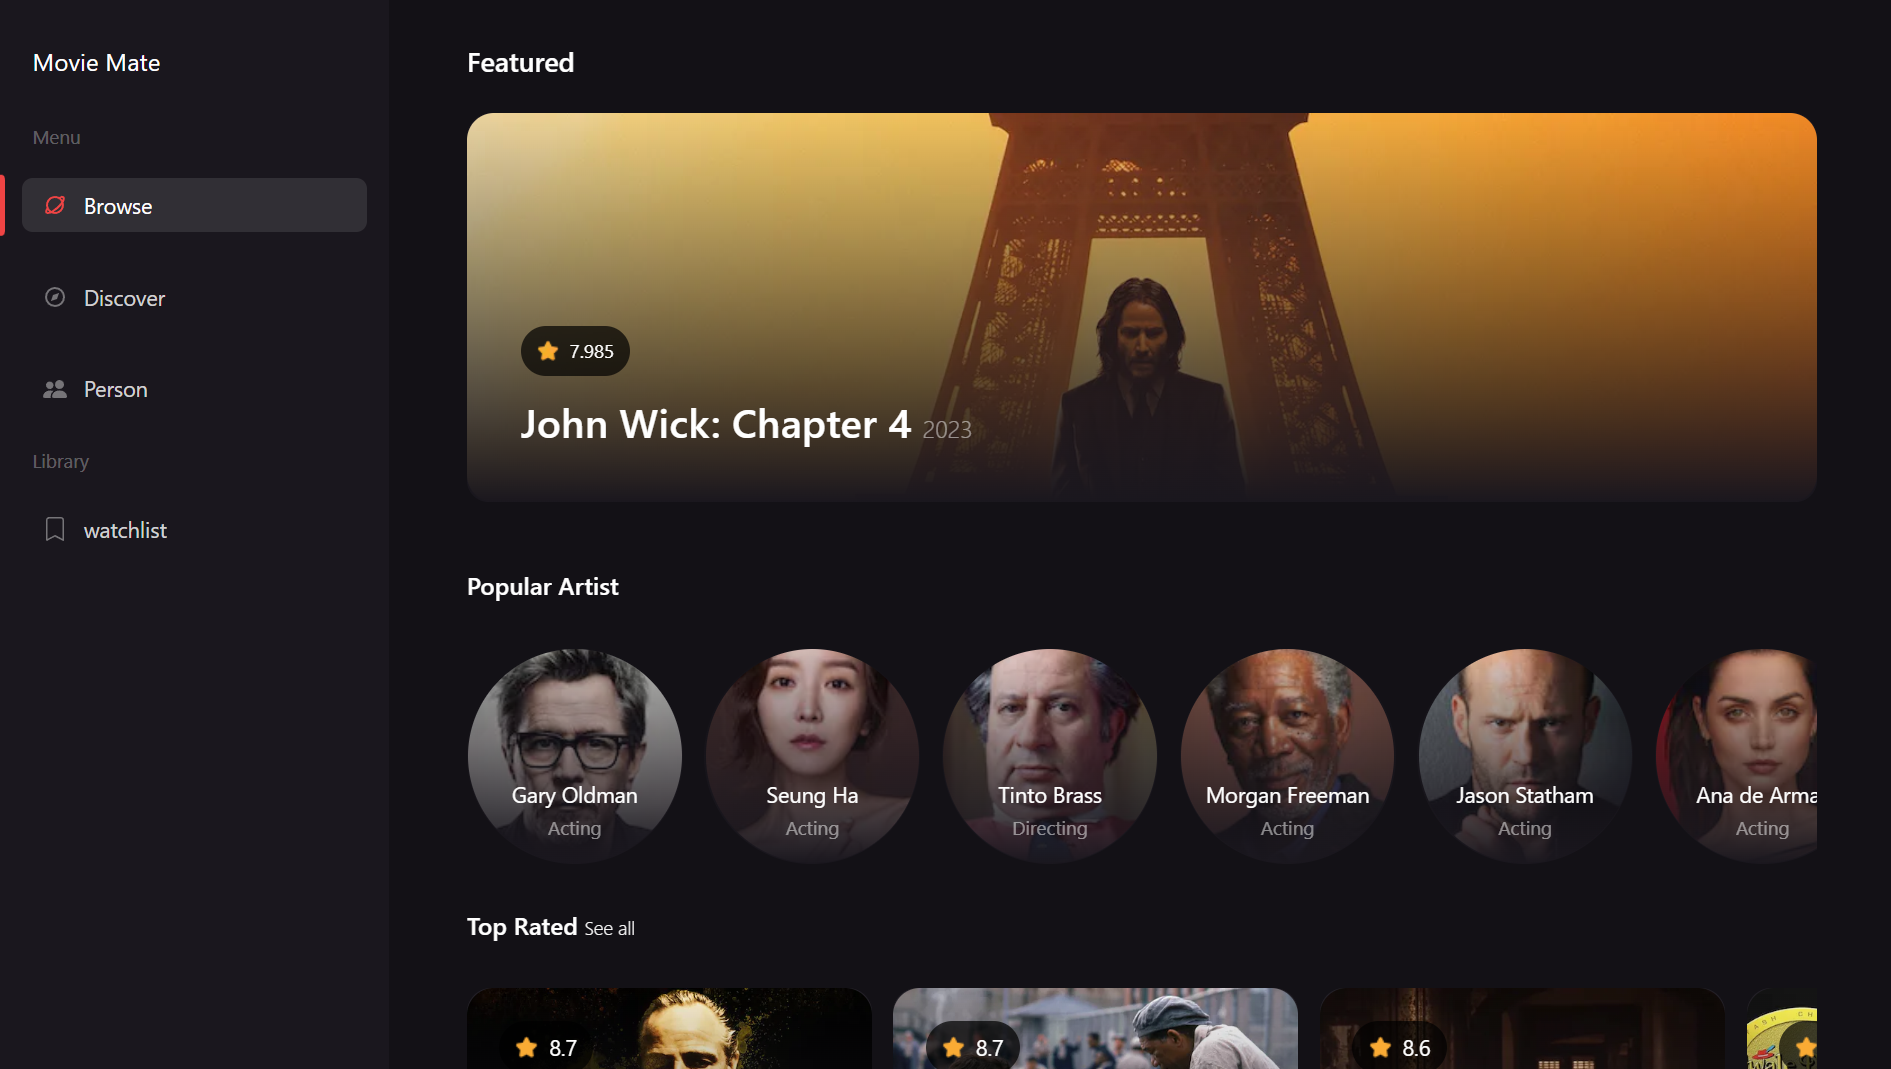 Movie Mate
Menu
Browse
Discover
Person
Library
watchlist
Featured
7.985
John Wick: Chapter 4 2023
Popular Artist
Gary Oldman
Acting
Seung Ha
Acting
Tinto Brass
Directing
Morgan Freeman
Acting
Jason Statham
Acting
Ana de Arma
Acting
Top Rated See all
8.7
8.7
8.6